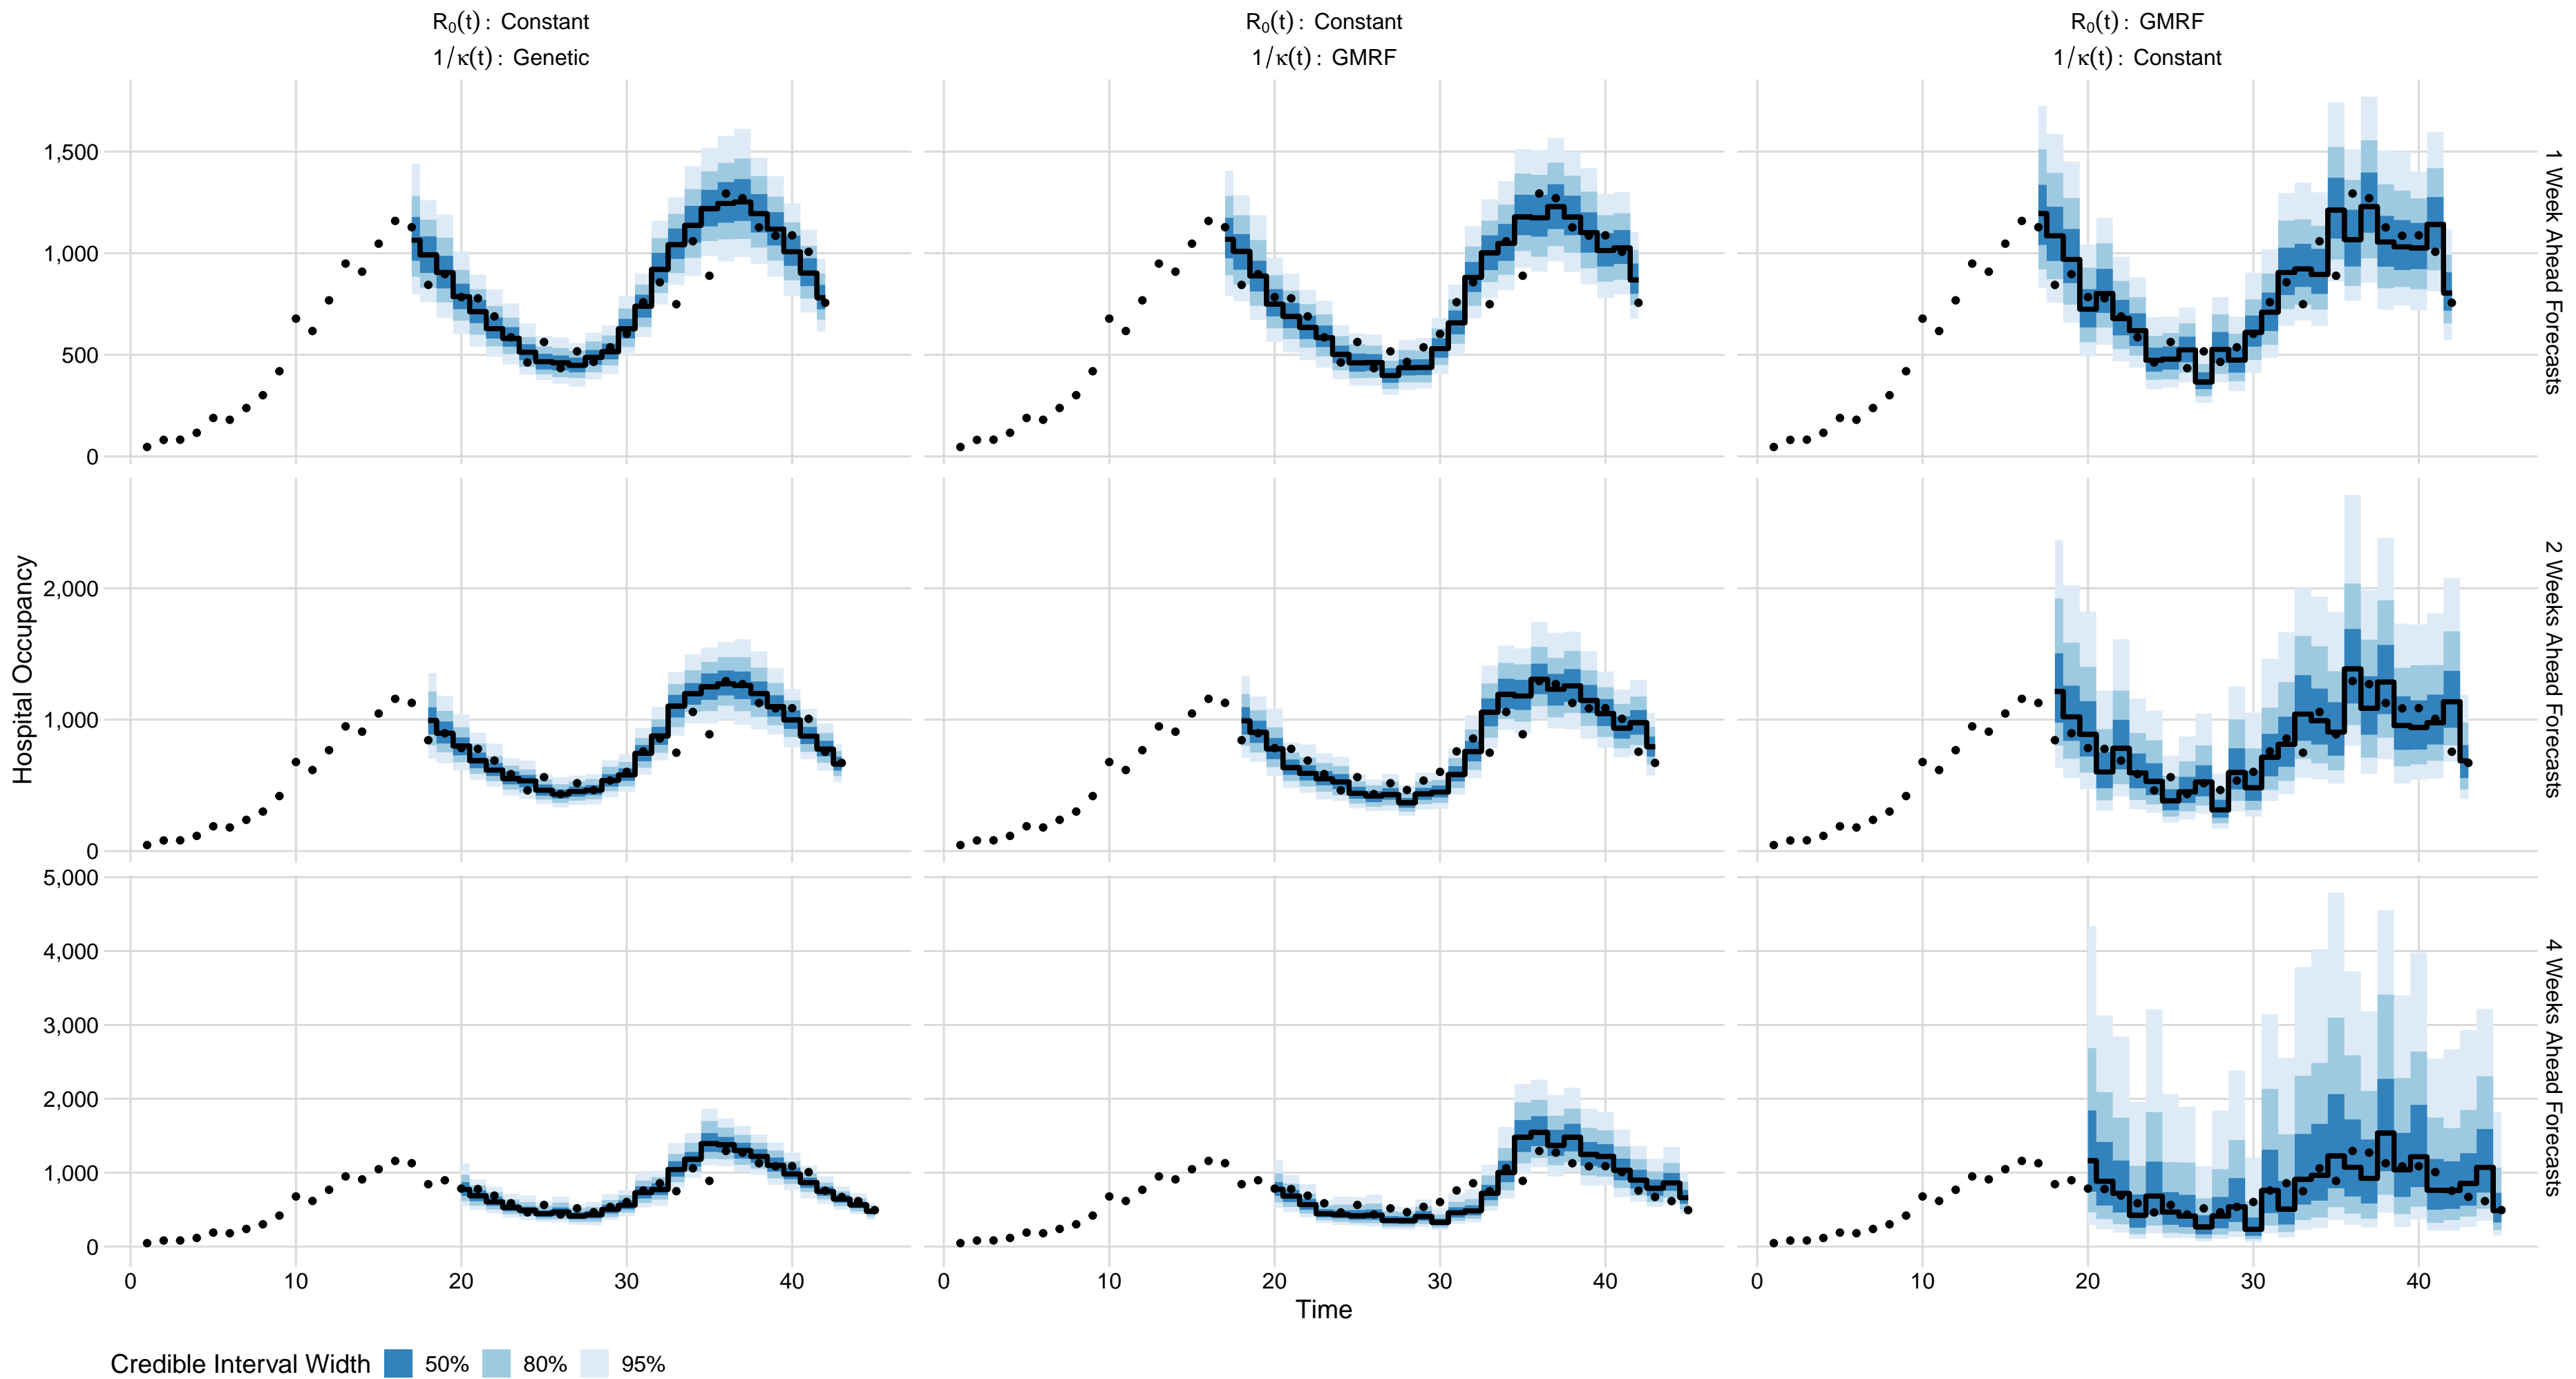 R₀(t): Constant
1/κ(t): Genetic
R₀(t): Constant
1/κ(t): GMRF
R₀(t): GMRF
1/κ(t): Constant
1,500
1,000
500
0
1 Week Ahead Forecasts
2,000
1,000
0
2 Weeks Ahead Forecasts
5,000
4,000
3,000
2,000
1,000
0
4 Weeks Ahead Forecasts
Hospital Occupancy
0 10 20 30 40
0 10 20 30 40
0 10 20 30 40
Time
Credible Interval Width 50% 80% 95%